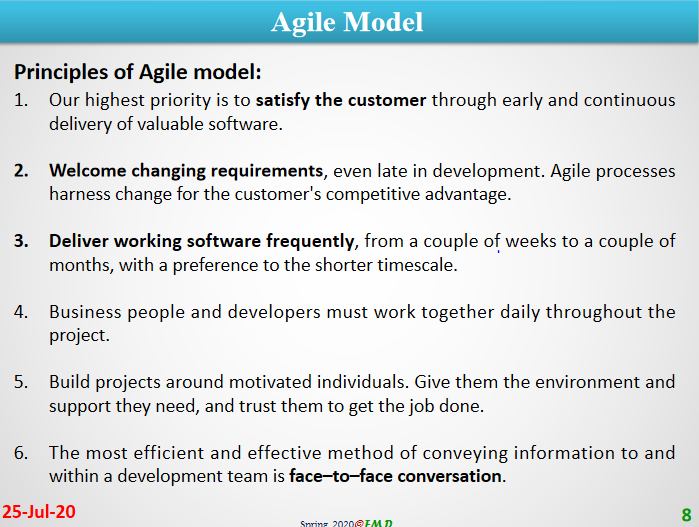 Agile Model
Principles of Agile model:
1. Our highest priority is to satisfy the customer through early and continuous
delivery of valuable software.
2. Welcome changing requirements, even late in development. Agile processes
harness change for the customer's competitive advantage.
3. Deliver working software frequently, from a couple of weeks to a couple of
months, with a preference to the shorter timescale.
4. Business people and developers must work together daily throughout the
project.
5. Build projects around motivated individuals. Give them the environment and
support they need, and trust them to get the job done.
6. The most efficient and effective method of conveying information to and
within a development team is face–to–face conversation.
25-Jul-20
Spring_2020@F.M.D
8